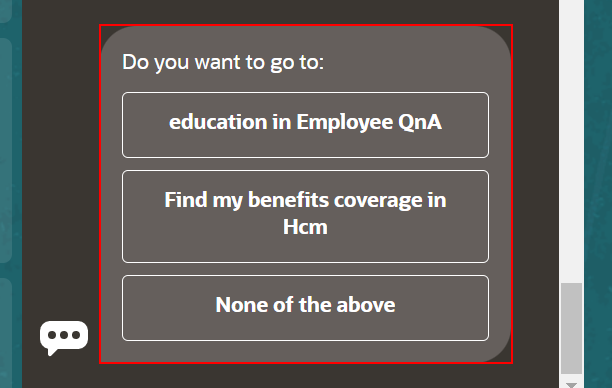 Do you want to go to:
education in Employee QnA
Find my benefits coverage in
Hcm
None of the above